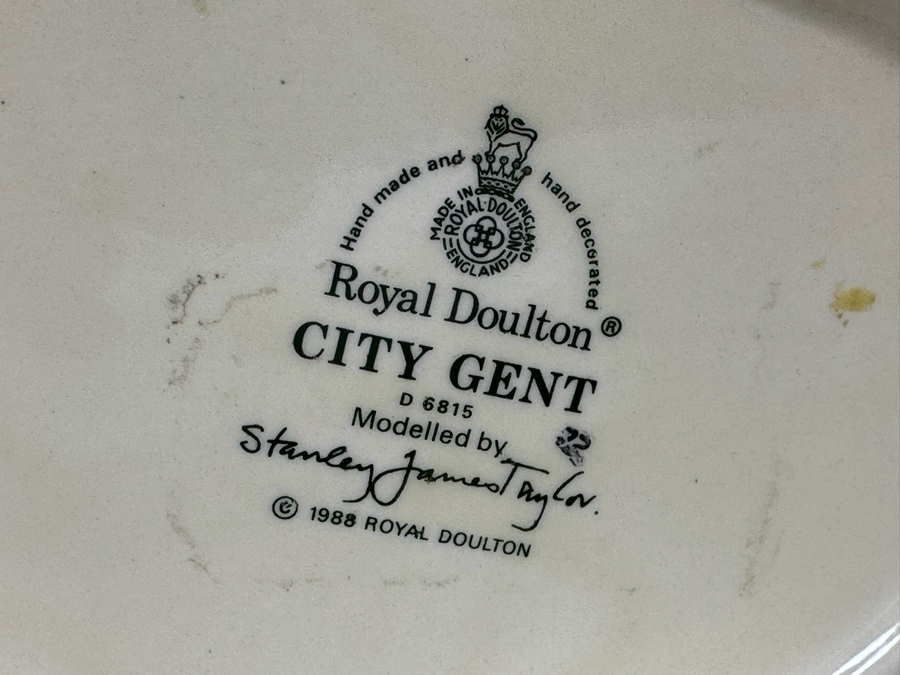 Hand made and hand decorated
MADE IN ENGLAND
ROYAL·DOULTON
ENGLAND
Royal Doulton®
CITY GENT
D 6815
Modelled by
Stanley James Taylor.
© 1988 ROYAL DOULTON